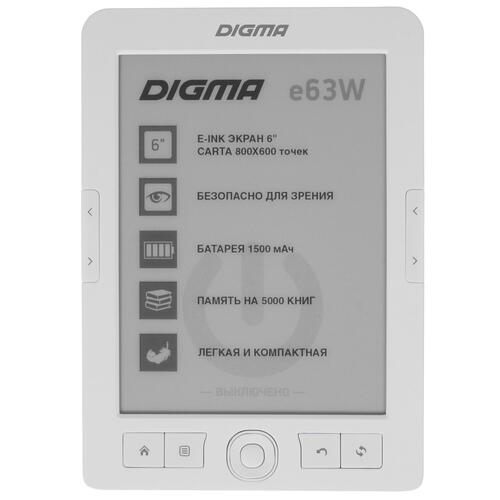 DIGMA
DIGMA e63W
6"
E-INK ЭКРАН 6"
CARTA 800X600 точек
БЕЗОПАСНО ДЛЯ ЗРЕНИЯ
БАТАРЕЯ 1500 мАч
ПАМЯТЬ НА 5000 КНИГ
ЛЕГКАЯ И КОМПАКТНАЯ
— ВЫКЛЮЧЕНО —